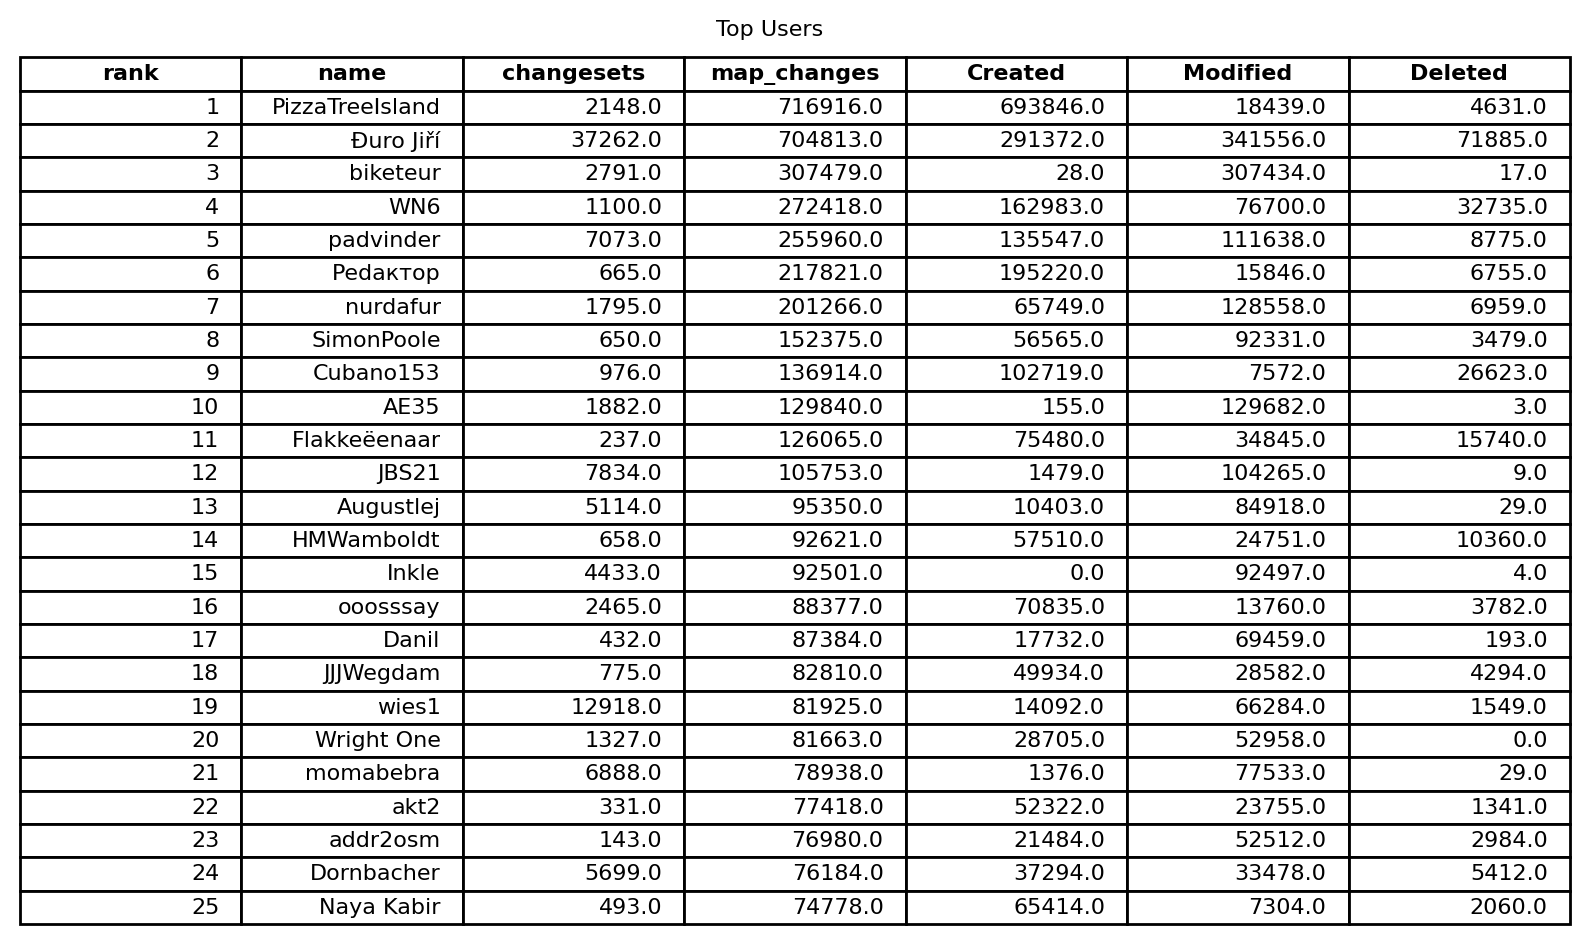 Top Users
rank name changesets map_changes Created Modified Deleted
1 PizzaTreeIsland 2148.0 716916.0 693846.0 18439.0 4631.0
2 Đuro Jiří 37262.0 704813.0 291372.0 341556.0 71885.0
3 biketeur 2791.0 307479.0 28.0 307434.0 17.0
4 WN6 1100.0 272418.0 162983.0 76700.0 32735.0
5 padvinder 7073.0 255960.0 135547.0 111638.0 8775.0
6 Pedaктop 665.0 217821.0 195220.0 15846.0 6755.0
7 nurdafur 1795.0 201266.0 65749.0 128558.0 6959.0
8 SimonPoole 650.0 152375.0 56565.0 92331.0 3479.0
9 Cubano153 976.0 136914.0 102719.0 7572.0 26623.0
10 AE35 1882.0 129840.0 155.0 129682.0 3.0
11 Flakkeëenaar 237.0 126065.0 75480.0 34845.0 15740.0
12 JBS21 7834.0 105753.0 1479.0 104265.0 9.0
13 Augustlej 5114.0 95350.0 10403.0 84918.0 29.0
14 HMWamboldt 658.0 92621.0 57510.0 24751.0 10360.0
15 Inkle 4433.0 92501.0 0.0 92497.0 4.0
16 ooosssay 2465.0 88377.0 70835.0 13760.0 3782.0
17 Danil 432.0 87384.0 17732.0 69459.0 193.0
18 JJJWegdam 775.0 82810.0 49934.0 28582.0 4294.0
19 wies1 12918.0 81925.0 14092.0 66284.0 1549.0
20 Wright One 1327.0 81663.0 28705.0 52958.0 0.0
21 momabebra 6888.0 78938.0 1376.0 77533.0 29.0
22 akt2 331.0 77418.0 52322.0 23755.0 1341.0
23 addr2osm 143.0 76980.0 21484.0 52512.0 2984.0
24 Dornbacher 5699.0 76184.0 37294.0 33478.0 5412.0
25 Naya Kabir 493.0 74778.0 65414.0 7304.0 2060.0